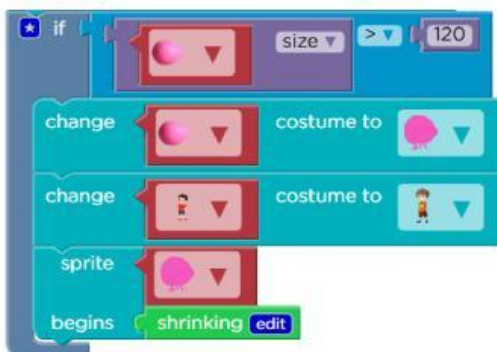 if size > 120
change costume to
change costume to
sprite
begins shrinking edit